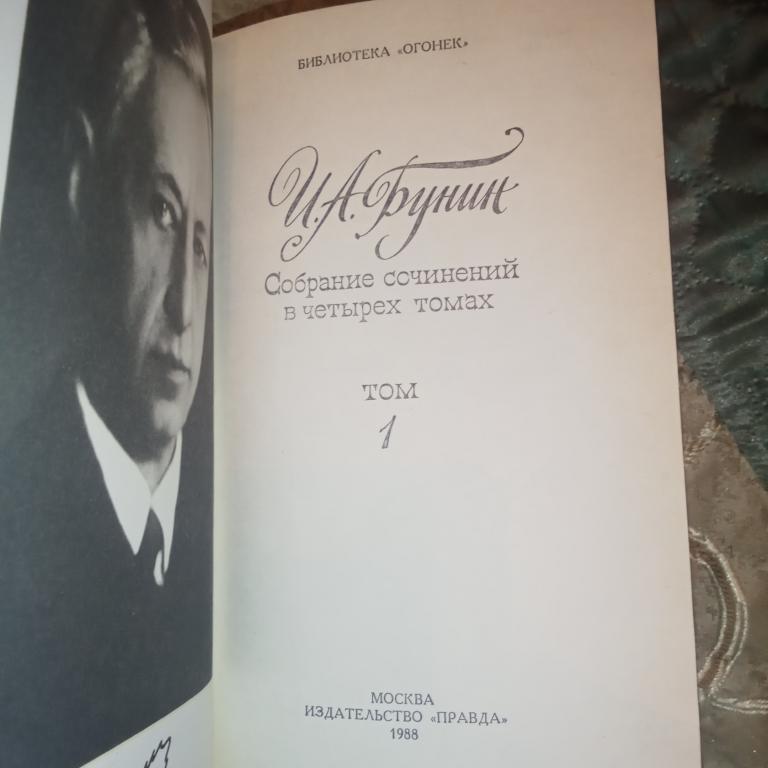 БИБЛИОТЕКА «ОГОНЕК»
И.А.Бунин
Собрание сочинений
в четырех томах
ТОМ
1
МОСКВА
ИЗДАТЕЛЬСТВО «ПРАВДА»
1988